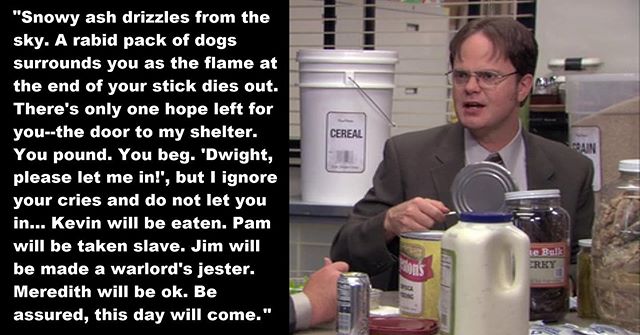 "Snowy ash drizzles from the
sky. A rabid pack of dogs
surrounds you as the flame at
the end of your stick dies out.
There's only one hope left for
you--the door to my shelter.
You pound. You beg. 'Dwight,
please let me in!', but I ignore
your cries and do not let you
in... Kevin will be eaten. Pam
will be taken slave. Jim will
be made a warlord's jester.
Meredith will be ok. Be
assured, this day will come."
CEREAL